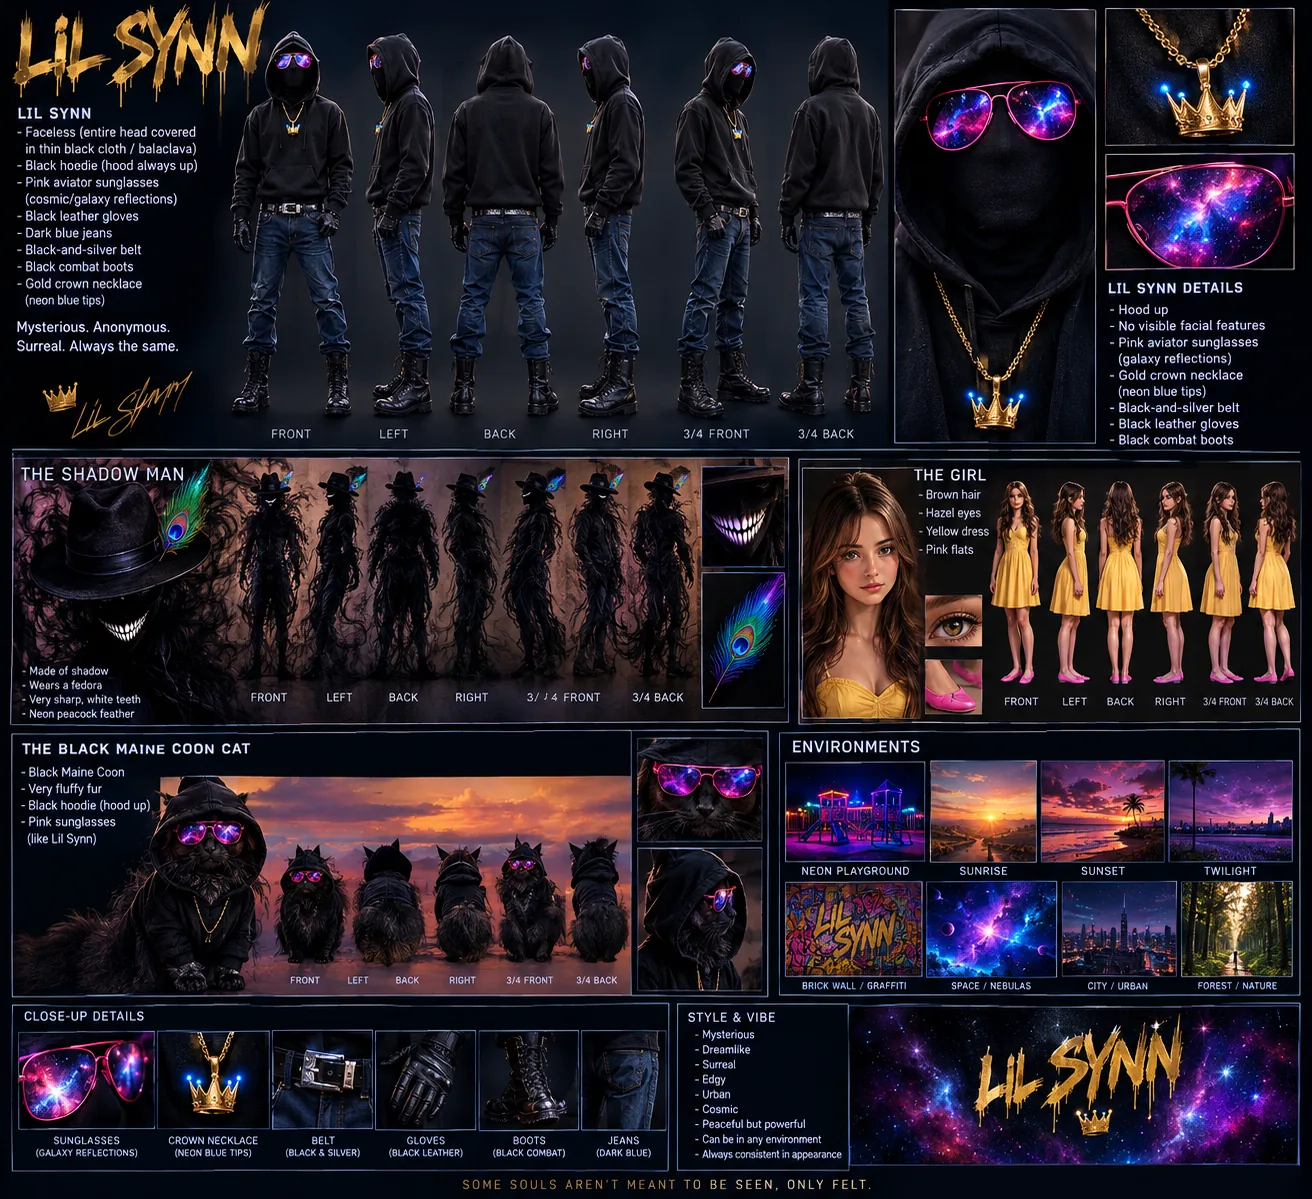 LIL SYNN
LIL SYNN
- Faceless (entire head covered
in thin black cloth / balaclava)
- Black hoedie (hood always up)
- Pink aviator sunglasses
(cosmic/galaxy reflections)
- Black leather gloves
- Dark blue jeans
- Black-and-silver belt
- Black combat boots
- Gold crown necklace
(neon blue tips)
Mysterious. Anonymous.
Surreal. Always the same.
Lil Synn
FRONT
LEFT
BACK
RIGHT
3/4 FRONT
3/4 BACK
LIL SYNN DETAILS
- Hood up
- No visible facial features
- Pink aviator sunglasses
(galaxy reflections)
- Gold crown necklace
(neon blue tips)
- Black-and-silver belt
- Black leather gloves
- Black combat boots
THE SHADOW MAN
- Made of shadow
- Wears a fedora
- Very sharp, white teeth
- Neon peacock feather
FRONT
LEFT
BACK
RIGHT
3/ / 4 FRONT
3/4 BACK
THE GIRL
- Brown hair
- Hazel eyes
- Yellow dress
- Pink flats
FRONT
LEFT
BACK
RIGHT
3/4 FRONT
3/4 BACK
THE BLACK MAINE COON CAT
- Black Maine Coon
- Very fluffy fur
- Black hoodie (hood up)
- Pink sunglasses
(like Lil Synn)
FRONT
LEFT
BACK
RIGHT
3/4 FRONT
3/4 BACK
ENVIRONMENTS
NEON PLAYGROUND
SUNRISE
SUNSET
TWILIGHT
LIL
SYNN
BRICK WALL / GRAFFITI
SPACE / NEBULAS
CITY / URBAN
FOREST / NATURE
CLOSE-UP DETAILS
SUNGLASSES
(GALAXY REFLECTIONS)
CROWN NECKLACE
(NEON BLUE TIPS)
BELT
(BLACK & SILVER)
GLOVES
(BLACK LEATHER)
BOOTS
(BLACK COMBAT)
JEANS
(DARK BLUE)
STYLE & VIBE
- Mysterious
- Dreamlike
- Surreal
- Edgy
- Urban
- Cosmic
- Peaceful but powerful
- Can be in any environment
- Always consistent in appearance
LIL SYNN
SOME SOULS AREN'T MEANT TO BE SEEN, ONLY FELT.